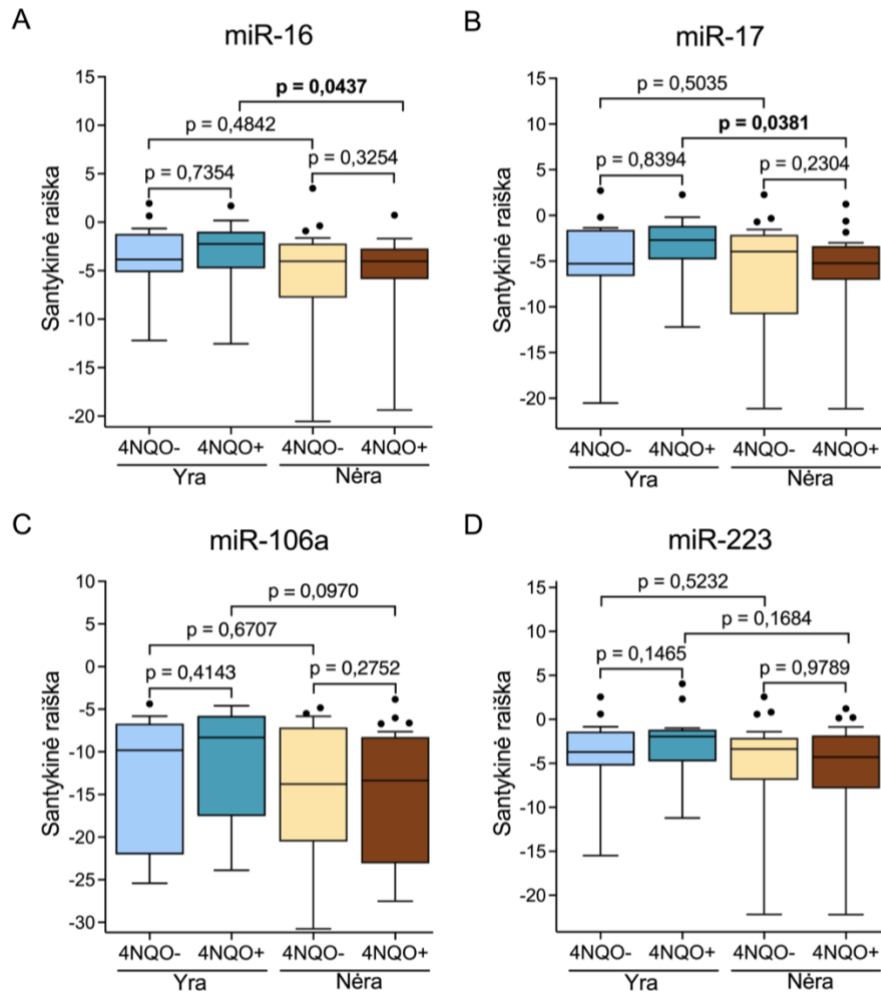 A
miR-16
Santykinė raiška
15
10
5
0
-5
-10
-15
-20
p = 0,0437
p = 0,4842
p = 0,7354
p = 0,3254
4NQO- 4NQO+ 4NQO- 4NQO+
Yra Nėra
B
miR-17
Santykinė raiška
15
10
5
0
-5
-10
-15
-20
p = 0,5035
p = 0,0381
p = 0,8394
p = 0,2304
4NQO- 4NQO+ 4NQO- 4NQO+
Yra Nėra
C
miR-106a
Santykinė raiška
10
5
0
-5
-10
-15
-20
-25
-30
p = 0,0970
p = 0,6707
p = 0,4143
p = 0,2752
4NQO- 4NQO+ 4NQO- 4NQO+
Yra Nėra
D
miR-223
Santykinė raiška
15
10
5
0
-5
-10
-15
-20
p = 0,5232
p = 0,1684
p = 0,1465
p = 0,9789
4NQO- 4NQO+ 4NQO- 4NQO+
Yra Nėra